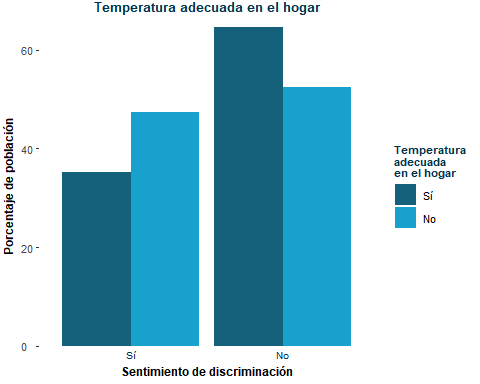 Temperatura adecuada en el hogar
Porcentaje de población
60
40
20
0
Sí
No
Sentimiento de discriminación
Temperatura
adecuada
en el hogar
Sí
No